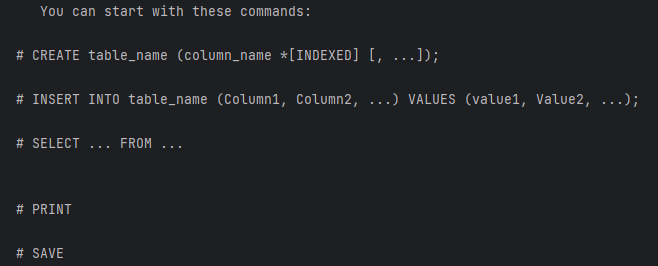 You can start with these commands:
# CREATE table_name (column_name *[INDEXED] [, ...]);
# INSERT INTO table_name (Column1, Column2, ...) VALUES (value1, Value2, ...);
# SELECT ... FROM ...
# PRINT
# SAVE